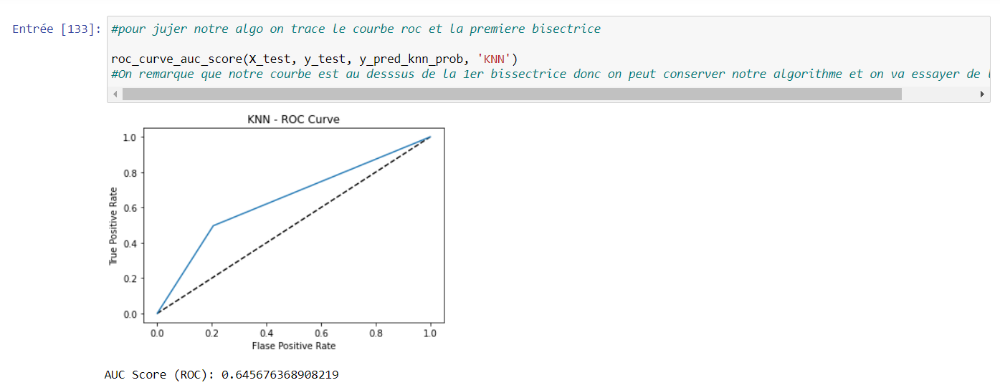 Entrée [133]: #pour jujer notre algo on trace le courbe roc et la premiere bisectrice
roc_curve_auc_score(X_test, y_test, y_pred_knn_prob, 'KNN')
#On remarque que notre courbe est au desssus de la 1er bissectrice donc on peut conserver notre algorithme et on va essayer de
KNN - ROC Curve
1.0
0.8
0.6
0.4
0.2
0.0
True Positive Rate
0.0 0.2 0.4 0.6 0.8 1.0
Flase Positive Rate
AUC Score (ROC): 0.645676368908219